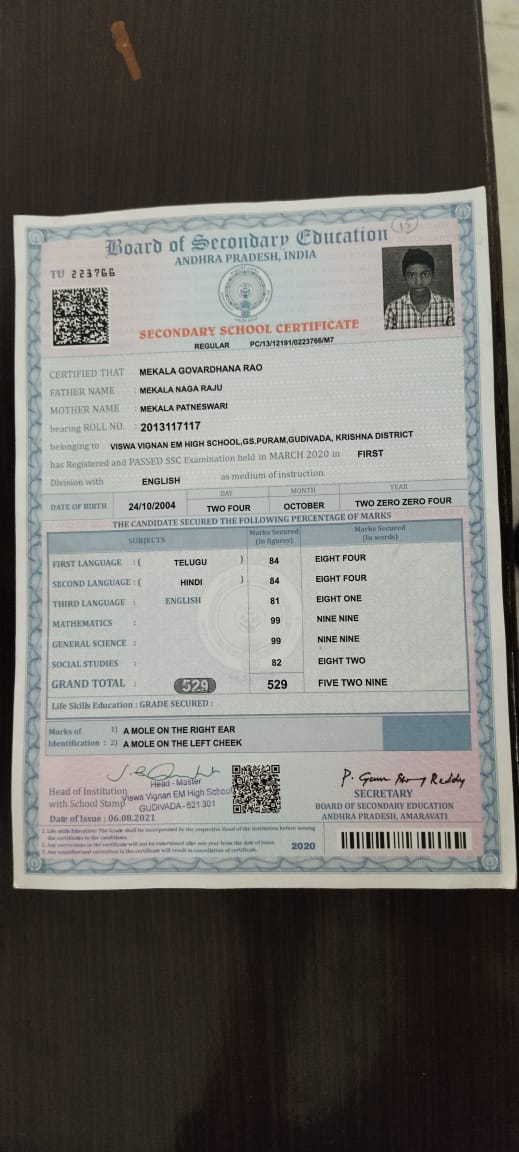 15
Board of Secondary Education
ANDHRA PRADESH, INDIA
TU 223766
SECONDARY SCHOOL CERTIFICATE
REGULAR PC/13/12191/0223766/M7
CERTIFIED THAT MEKALA GOVARDHANA RAO
FATHER NAME : MEKALA NAGA RAJU
MOTHER NAME : MEKALA PATNESWARI
bearing ROLL NO. : 2013117117
belonging to VISWA VIGNAN EM HIGH SCHOOL,GS.PURAM,GUDIVADA, KRISHNA DISTRICT
has Registered and PASSED SSC Examination held in MARCH 2020 in FIRST
Division with ENGLISH as medium of instruction.
DAY MONTH YEAR
DATE OF BIRTH 24/10/2004 TWO FOUR OCTOBER TWO ZERO ZERO FOUR
THE CANDIDATE SECURED THE FOLLOWING PERCENTAGE OF MARKS
SUBJECTS Marks Secured (In figures) Marks Secured (In words)
FIRST LANGUAGE : ( TELUGU ) 84 EIGHT FOUR
SECOND LANGUAGE : ( HINDI ) 84 EIGHT FOUR
THIRD LANGUAGE : ENGLISH 81 EIGHT ONE
MATHEMATICS : 99 NINE NINE
GENERAL SCIENCE : 99 NINE NINE
SOCIAL STUDIES : 82 EIGHT TWO
GRAND TOTAL : 529 529 FIVE TWO NINE
Life Skills Education : GRADE SECURED :
Marks of 1) A MOLE ON THE RIGHT EAR
Identification : 2) A MOLE ON THE LEFT CHEEK
Head - Master
Head of Institution Viswa Vignan EM High School
with School Stamp GUDIVADA - 521 301
Date of Issue : 06.08.2021
P. Reddy
SECRETARY
BOARD OF SECONDARY EDUCATION
ANDHRA PRADESH, AMARAVATI
1. Life skills Education: The Grade shall be incorporated by the respective Head of the Institution before issuing
the certificates to the candidates.
2. Any corrections in the certificate will not be entertained after one year from the date of issue.
3. Any unauthorised correction in the certificate will result in cancellation of certificate.
2020